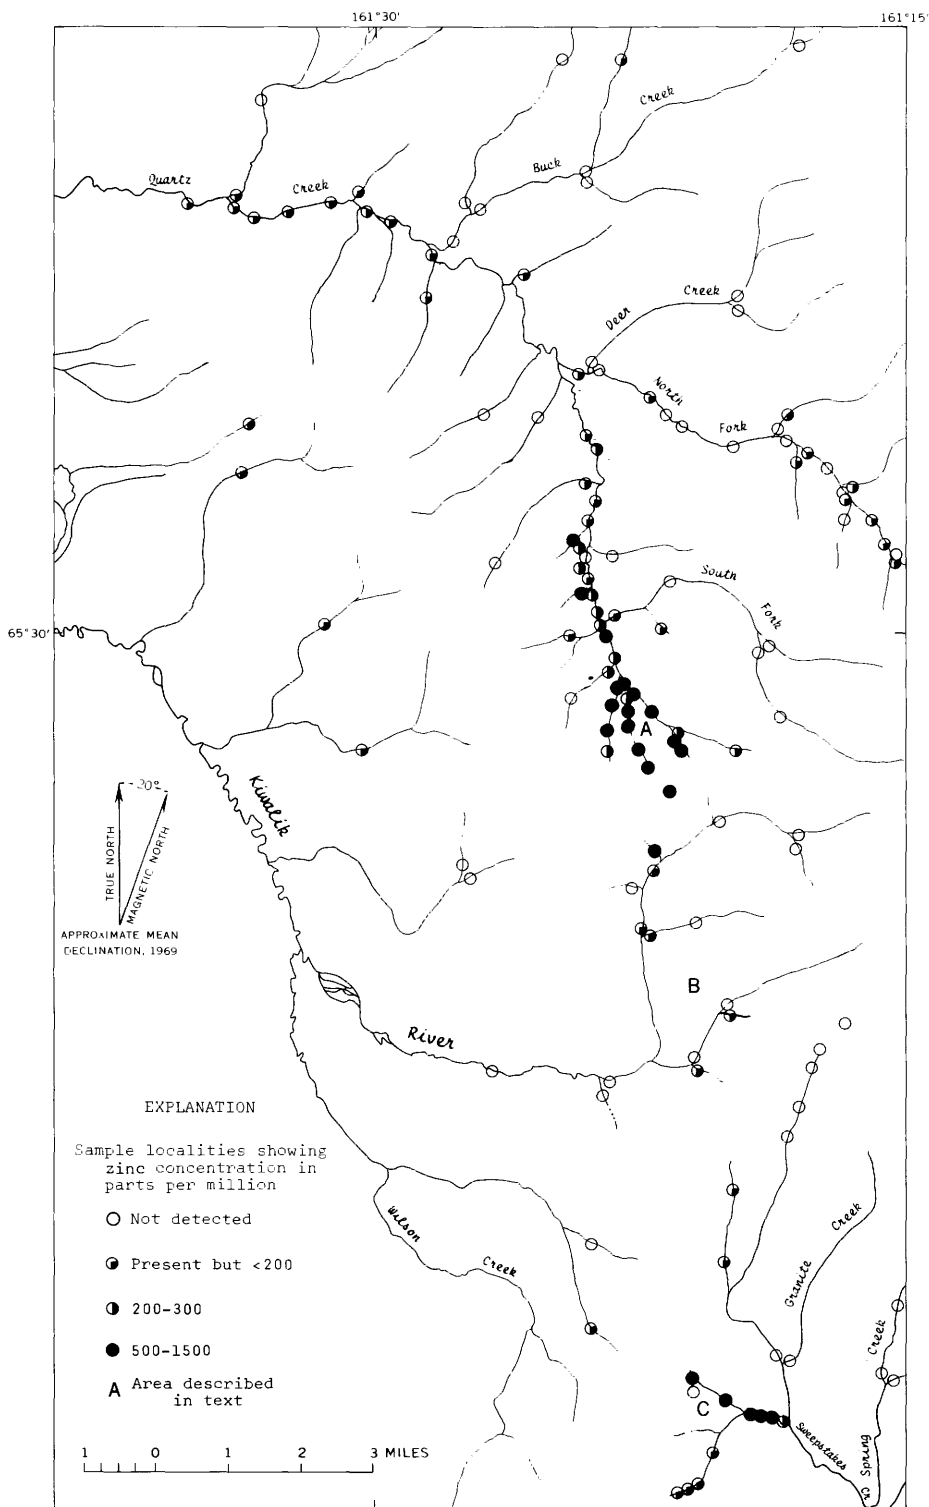 161°30'
161°15'
Creek
Buck
Quartz
Creek
Creek
Deer
North
Fork
South
Fork
65°30'
A
20°
TRUE NORTH
MAGNETIC NORTH
APPROXIMATE MEAN
DECLINATION, 1969
Kiwalik
B
River
EXPLANATION
Sample localities showing
zinc concentration in
parts per million
Not detected
Present but <200
200-300
500-1500
A Area described
in text
Wilson
Creek
Granite
Creek
Creek
C
Sweepstakes
Spring
Cr
1 0 1 2 3 MILES